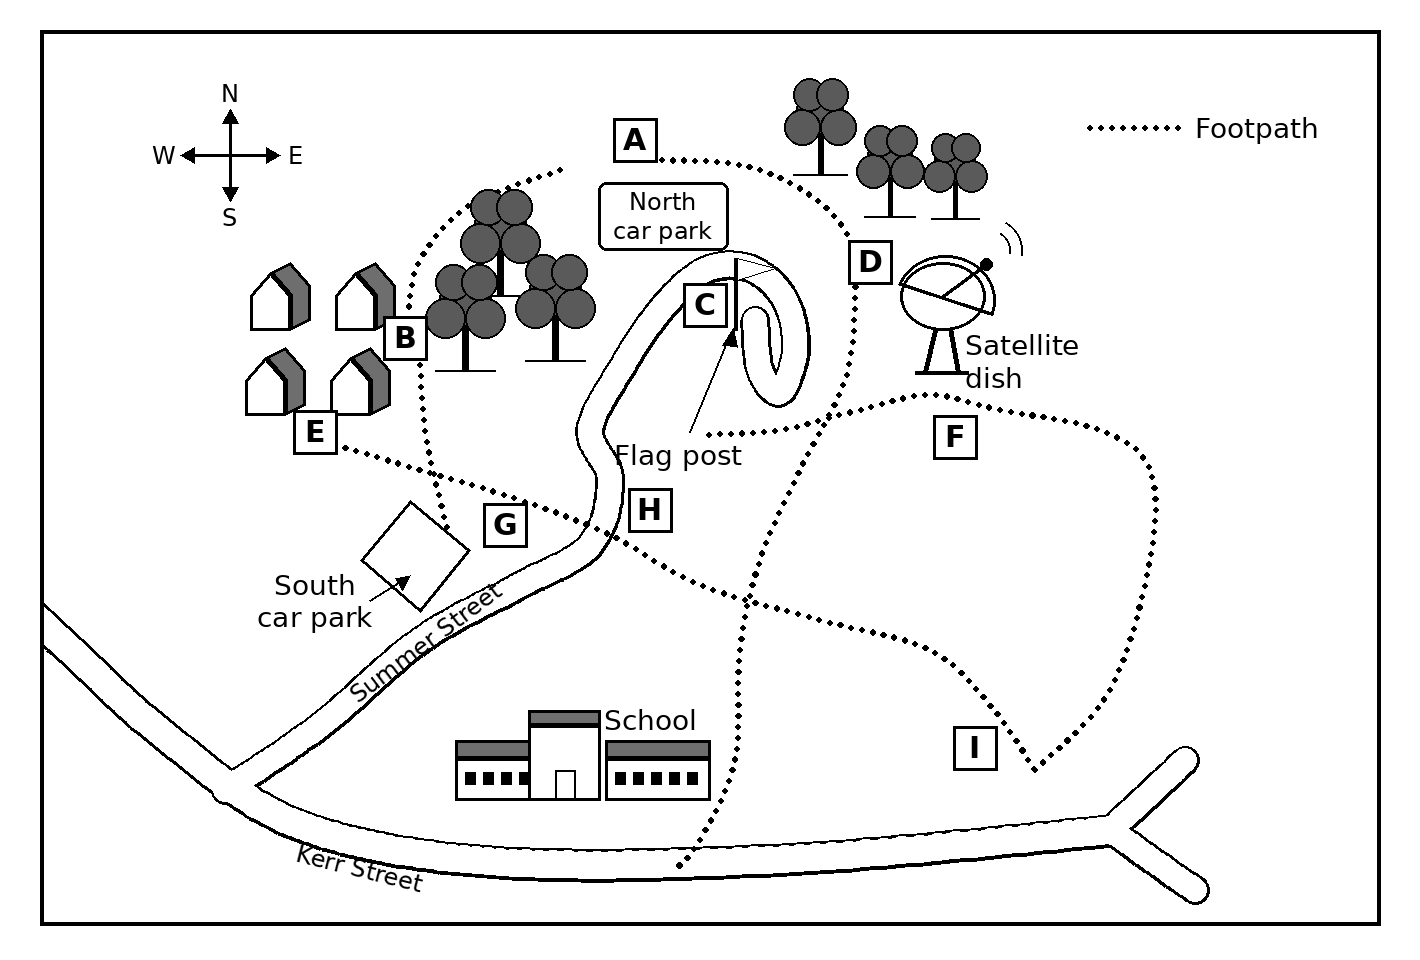 N
W E
S
A
Footpath
North
car park
D
C
B
Satellite
dish
E
F
Flag post
H
G
South
car park
Summer Street
School
I
Kerr Street